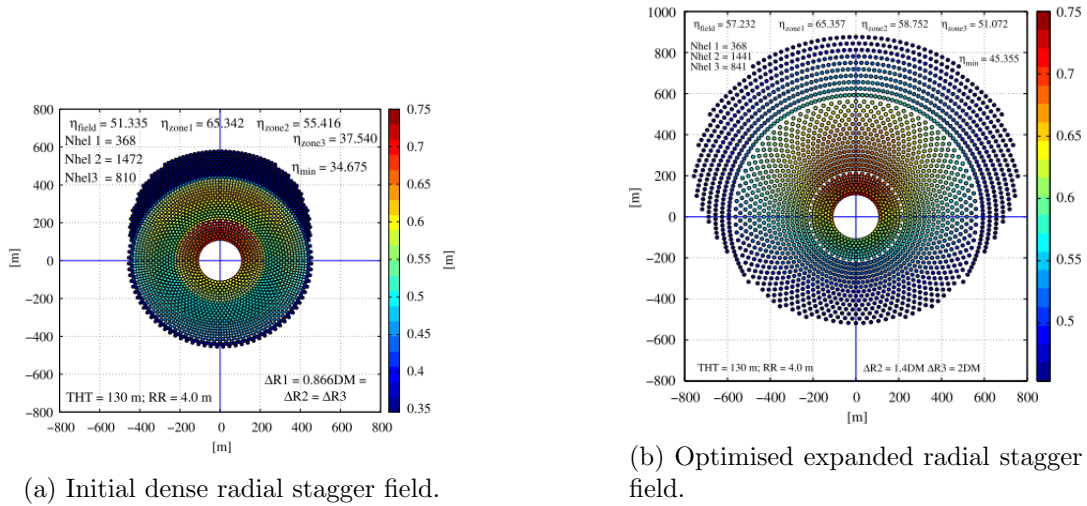 η_field = 51.335 η_zone1 = 65.342 η_zone2 = 55.416
Nhel 1 = 368
η_zone3 = 37.540
Nhel 2 = 1472
η_min = 34.675
Nhel3 = 810
ΔR1 = 0.866DM =
THT = 130 m; RR = 4.0 m
ΔR2 = ΔR3
800
600
400
200
0
-200
-400
-600
-800
[m]
-800 -600 -400 -200 0 200 400 600 800
[m]
0.75
0.7
0.65
0.6
0.55
0.5
0.45
0.4
0.35
(a) Initial dense radial stagger field.
η_field = 57.232 η_zone1 = 65.357 η_zone2 = 58.752 η_zone3 = 51.072
Nhel 1 = 368
Nhel 2 = 1441
Nhel 3 = 841
η_min = 45.355
THT = 130 m; RR = 4.0 m ΔR2 = 1.4DM ΔR3 = 2DM
1000
800
600
400
200
0
-200
-400
-600
-800
[m]
-800 -600 -400 -200 0 200 400 600 800
[m]
0.75
0.7
0.65
0.6
0.55
0.5
(b) Optimised expanded radial stagger
field.